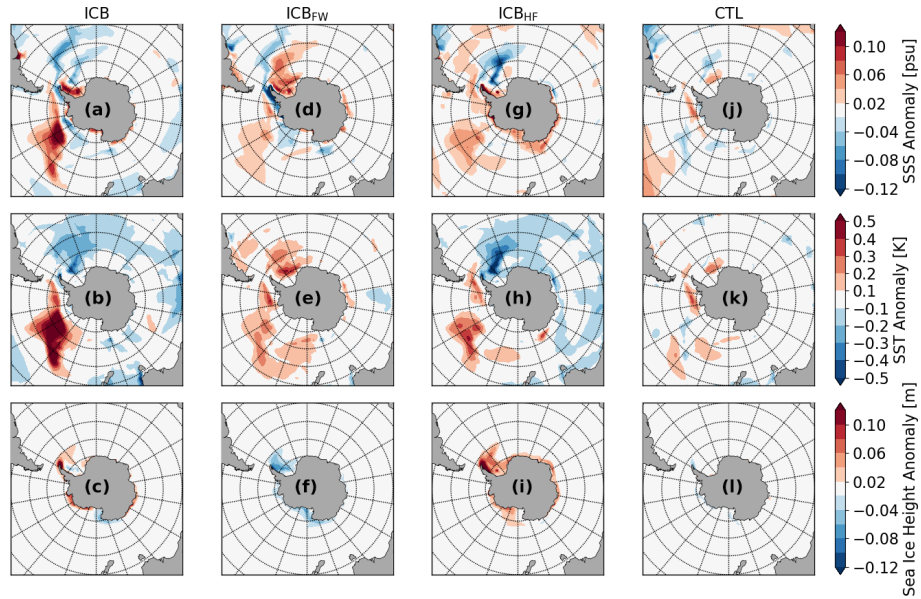 ICB
ICB_FW
ICB_HF
CTL
(a)
(d)
(g)
(j)
0.10
0.06
0.02
−0.04
−0.08
−0.12
SSS Anomaly [psu]
(b)
(e)
(h)
(k)
0.5
0.4
0.3
0.2
0.1
−0.1
−0.2
−0.3
−0.4
−0.5
SST Anomaly [K]
(c)
(f)
(i)
(l)
0.10
0.06
0.02
−0.04
−0.08
−0.12
Sea Ice Height Anomaly [m]